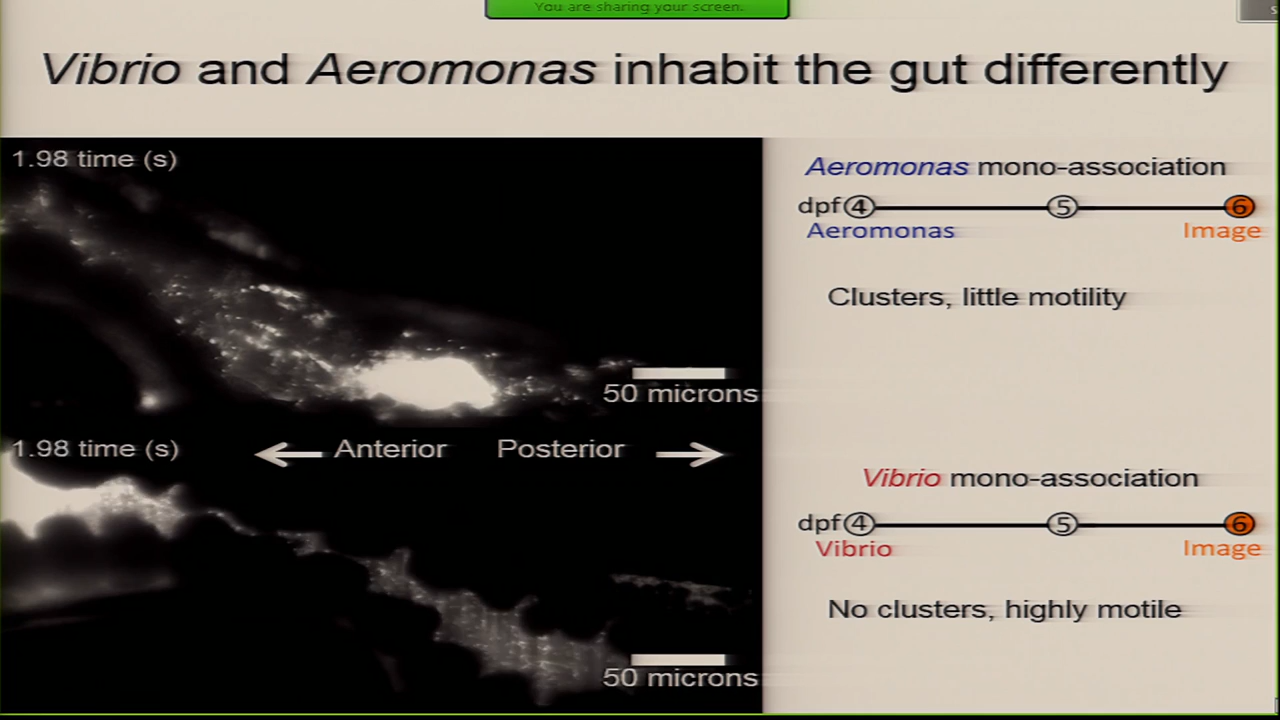 You are sharing your screen.
Vibrio and Aeromonas inhabit the gut differently
1.98 time (s)
50 microns
1.98 time (s)
Anterior
Posterior
50 microns
Aeromonas mono-association
dpf 4 5 6
Aeromonas Image
Clusters, little motility
Vibrio mono-association
dpf 4 5 6
Vibrio Image
No clusters, highly motile